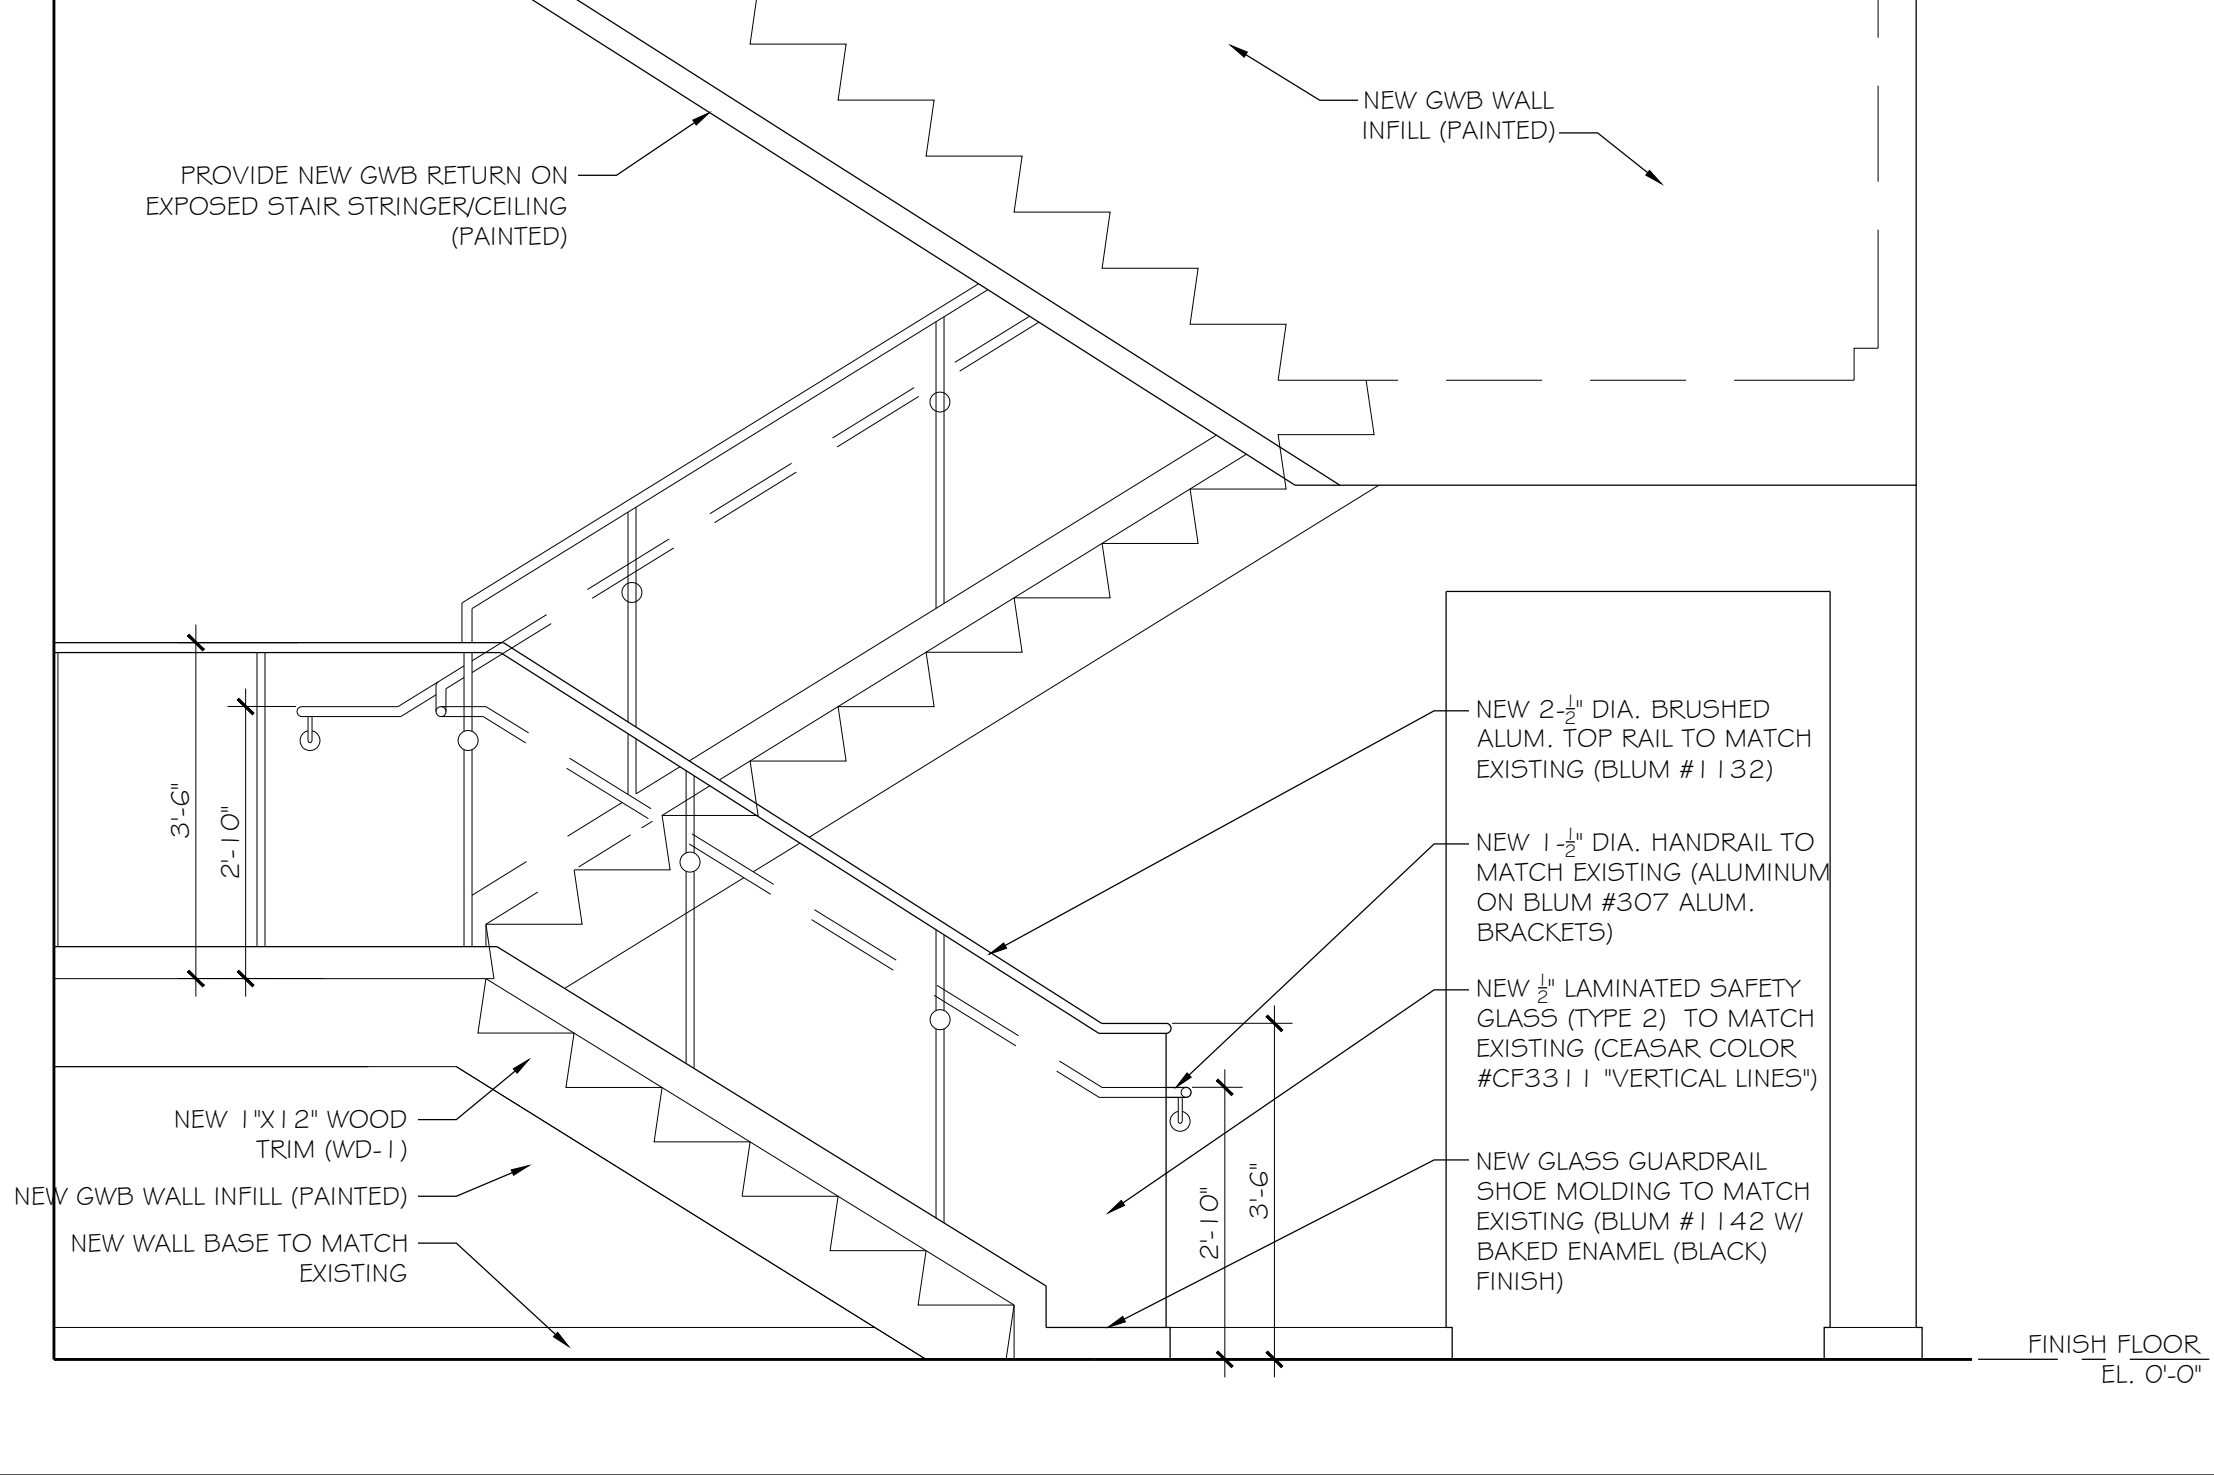 NEW GWB WALL
INFILL (PAINTED)
PROVIDE NEW GWB RETURN ON
EXPOSED STAIR STRINGER/CEILING
(PAINTED)
3'-6"
2'-10"
NEW 2-½" DIA. BRUSHED
ALUM. TOP RAIL TO MATCH
EXISTING (BLUM #1132)
NEW 1-½" DIA. HANDRAIL TO
MATCH EXISTING (ALUMINUM
ON BLUM #307 ALUM.
BRACKETS)
NEW ½" LAMINATED SAFETY
GLASS (TYPE 2) TO MATCH
EXISTING (CEASAR COLOR
#CF3311 "VERTICAL LINES")
NEW GLASS GUARDRAIL
SHOE MOLDING TO MATCH
EXISTING (BLUM #1142 W/
BAKED ENAMEL (BLACK)
FINISH)
2'-10"
3'-6"
NEW 1"X12" WOOD
TRIM (WD-1)
NEW GWB WALL INFILL (PAINTED)
NEW WALL BASE TO MATCH
EXISTING
FINISH FLOOR
EL. 0'-0"